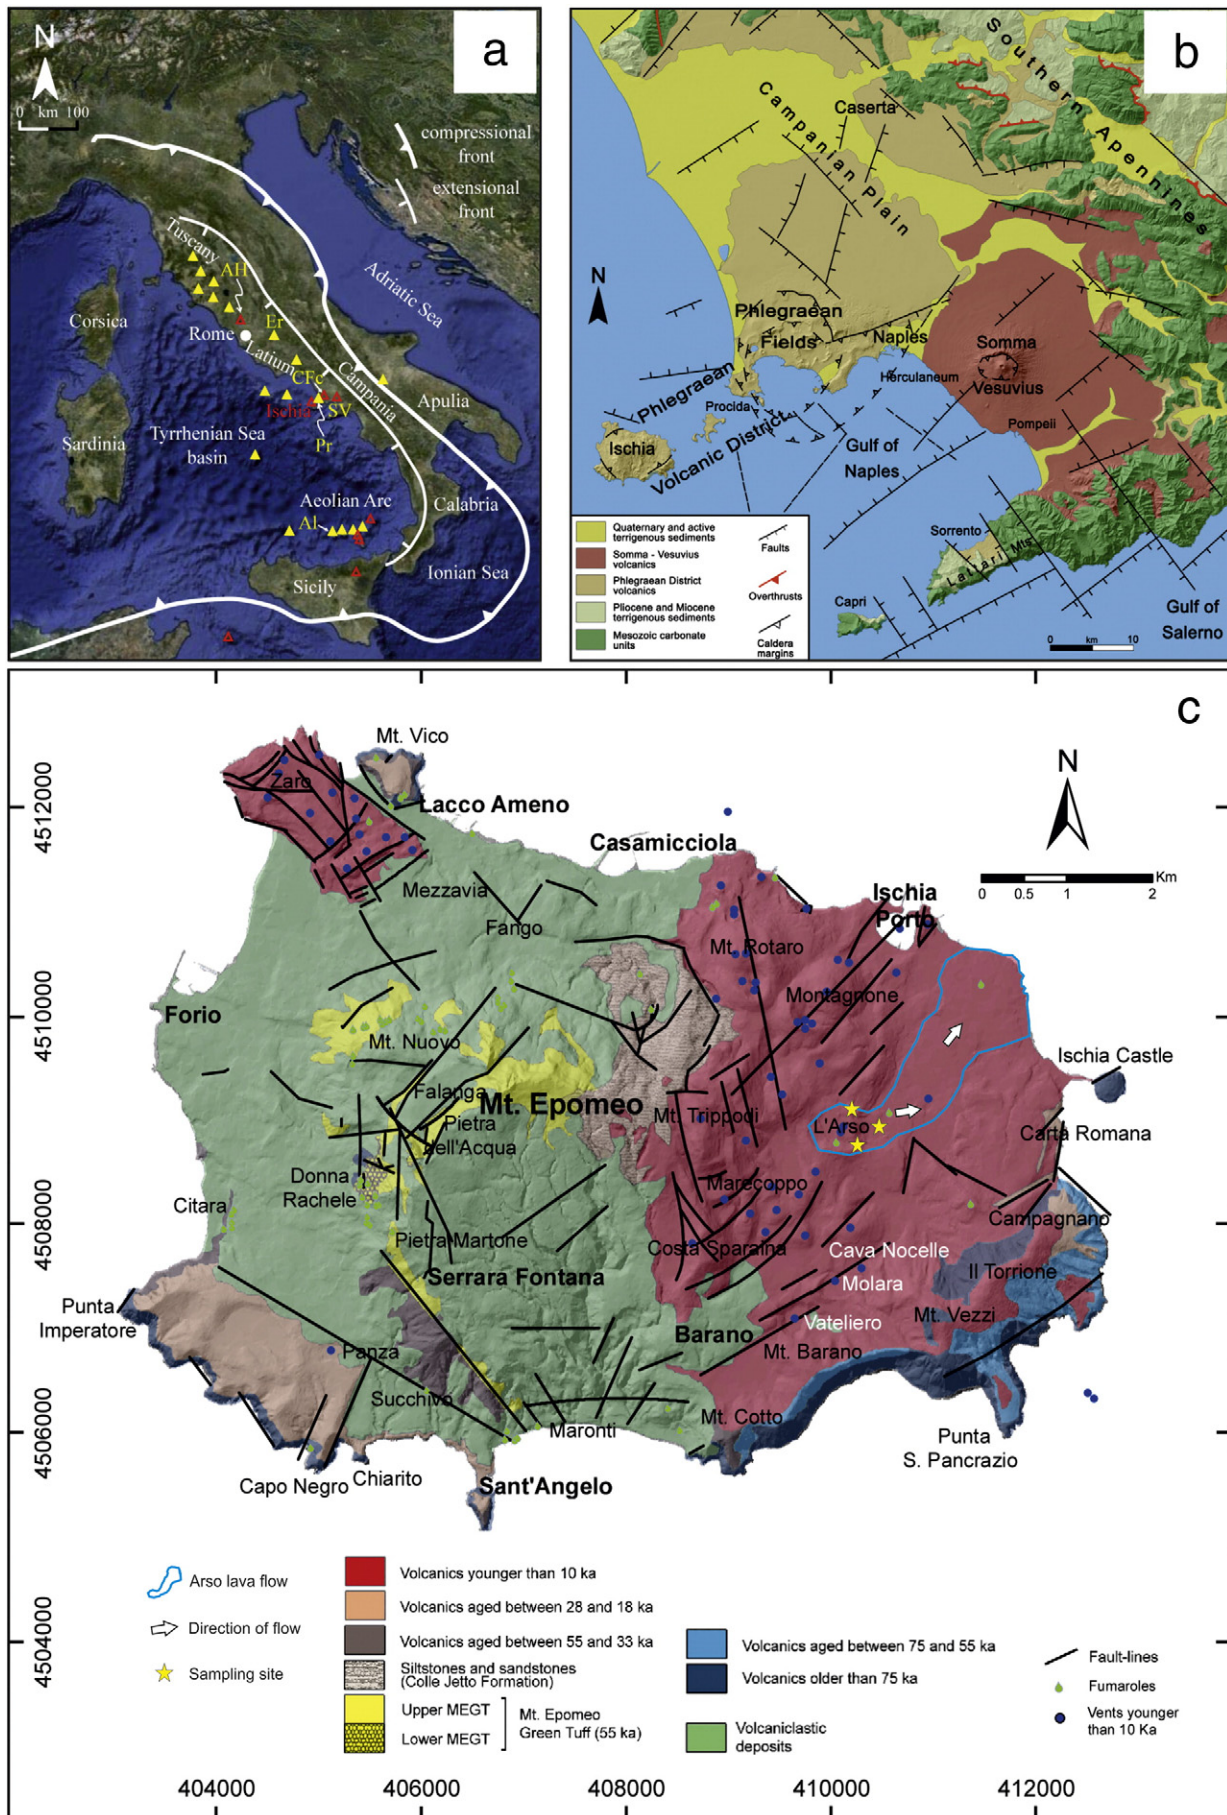 a
N
0 km 100
compressional
front
extensional
front
Tuscany
AH
Adriatic Sea
Corsica
Rome
Er
Latium
CFc
Campania
Ischia
SV
Apulia
Sardinia
Tyrrhenian Sea
basin
Pr
Aeolian Arc
Calabria
AI
Sicily
Ionian Sea
b
Southern Apennines
Caserta
Campanian Plain
N
Phlegraean
Fields
Naples
Somma
Vesuvius
Herculaneum
Phlegraean
Volcanic District
Procida
Ischia
Gulf of
Naples
Pompeii
Sorrento
Lattari Mts
Capri
Gulf of
Salerno
0 km 10
Quaternary and active
terrigenous sediments
Somma - Vesuvius
volcanics
Phlegraean District
volcanics
Pliocene and Miocene
terrigenous sediments
Mesozoic carbonate
units
Faults
Overthrusts
Caldera
margins
c
N
0 0.5 1 2 Km
4512000
4510000
4508000
4506000
4504000
Mt. Vico
Zaro
Lacco Ameno
Casamicciola
Ischia
Porto
Mezzavia
Fango
Mt. Rotaro
Montagnone
Forio
Mt. Nuovo
Ischia Castle
Falanga
Mt. Epomeo
Mt. Trippodi
L'Arso
Pietra
dell'Acqua
Carta Romana
Donna
Rachele
Marecoppo
Citara
Campagnano
Pietra Martone
Costa Sparaina
Cava Nocelle
Serrara Fontana
Il Torrione
Molara
Punta
Imperatore
Vateliero
Mt. Vezzi
Barano
Panza
Mt. Barano
Succhivo
Maronti
Mt. Cotto
Punta
S. Pancrazio
Capo Negro
Chiarito
Sant'Angelo
Arso lava flow
Direction of flow
Sampling site
Volcanics younger than 10 ka
Volcanics aged between 28 and 18 ka
Volcanics aged between 55 and 33 ka
Siltstones and sandstones
(Colle Jetto Formation)
Upper MEGT
Lower MEGT
Mt. Epomeo
Green Tuff (55 ka)
Volcanics aged between 75 and 55 ka
Volcanics older than 75 ka
Volcaniclastic
deposits
Fault-lines
Fumaroles
Vents younger
than 10 Ka
404000 406000 408000 410000 412000